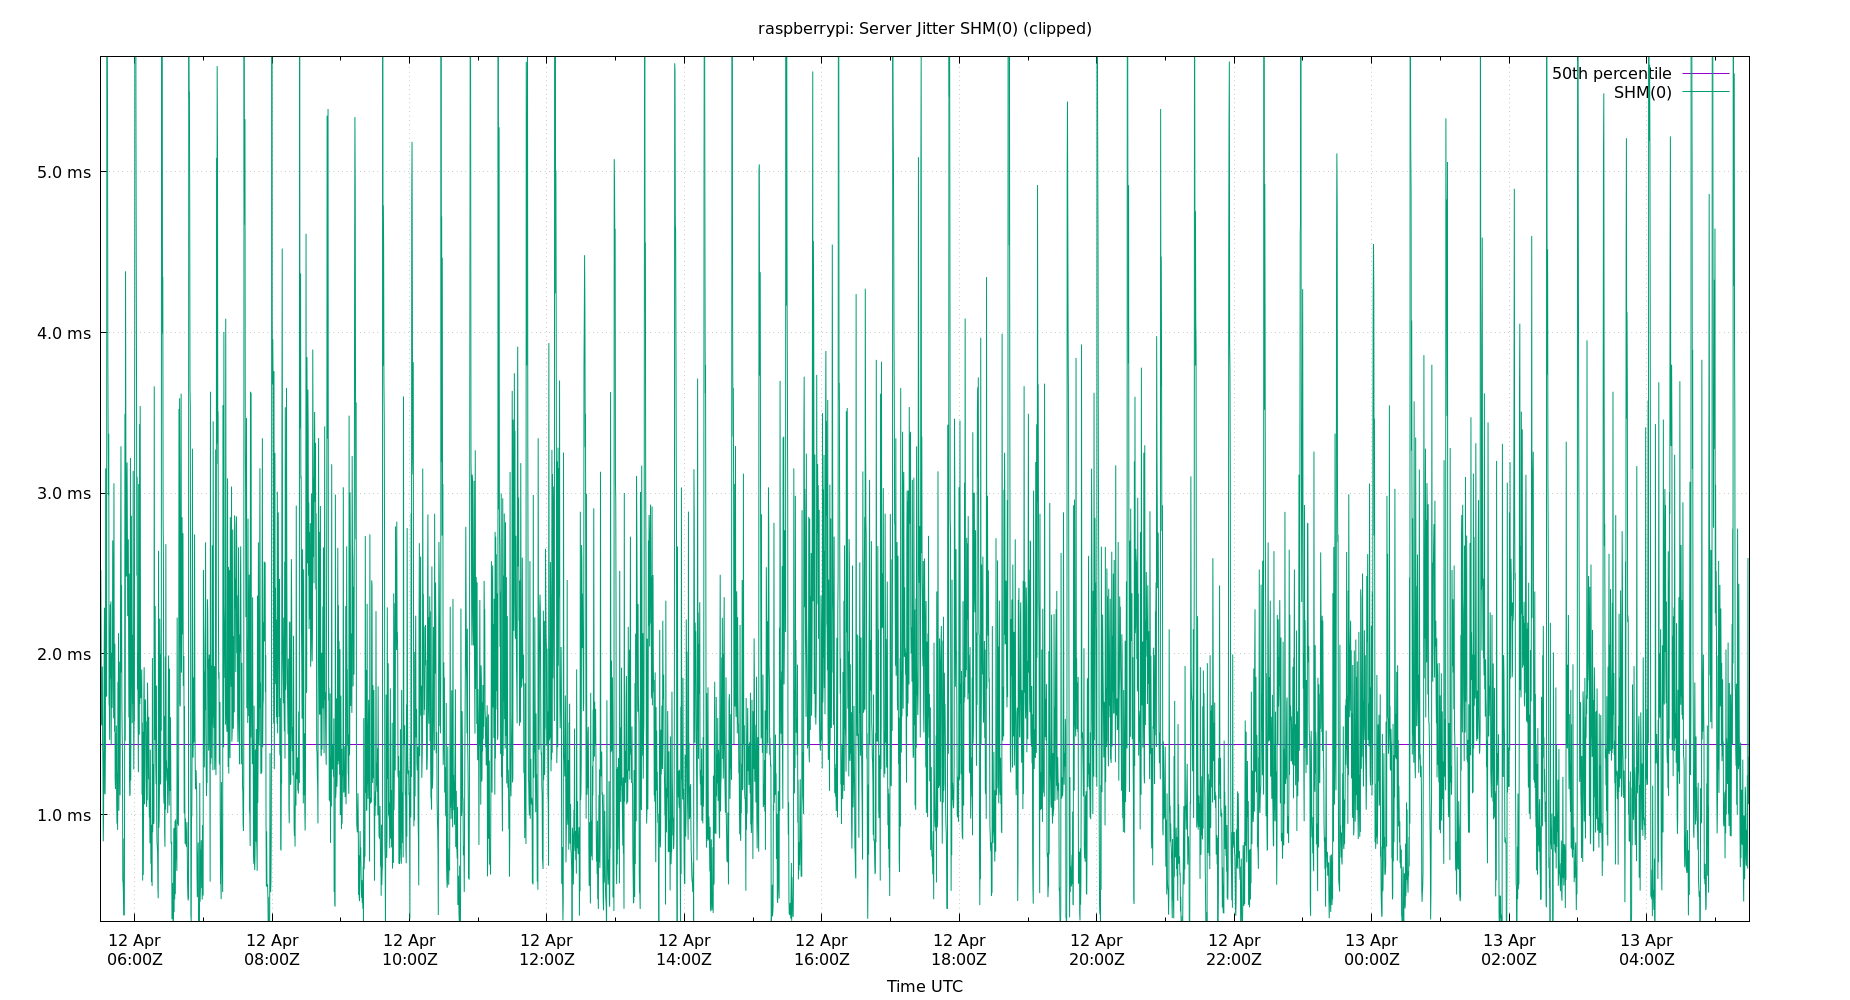 raspberrypi: Server Jitter SHM(0) (clipped)
50th percentile
SHM(0)
5.0 ms
4.0 ms
3.0 ms
2.0 ms
1.0 ms
12 Apr 12 Apr 12 Apr 12 Apr 12 Apr 12 Apr 12 Apr 12 Apr 12 Apr 13 Apr 13 Apr 13 Apr
06:00Z 08:00Z 10:00Z 12:00Z 14:00Z 16:00Z 18:00Z 20:00Z 22:00Z 00:00Z 02:00Z 04:00Z
Time UTC